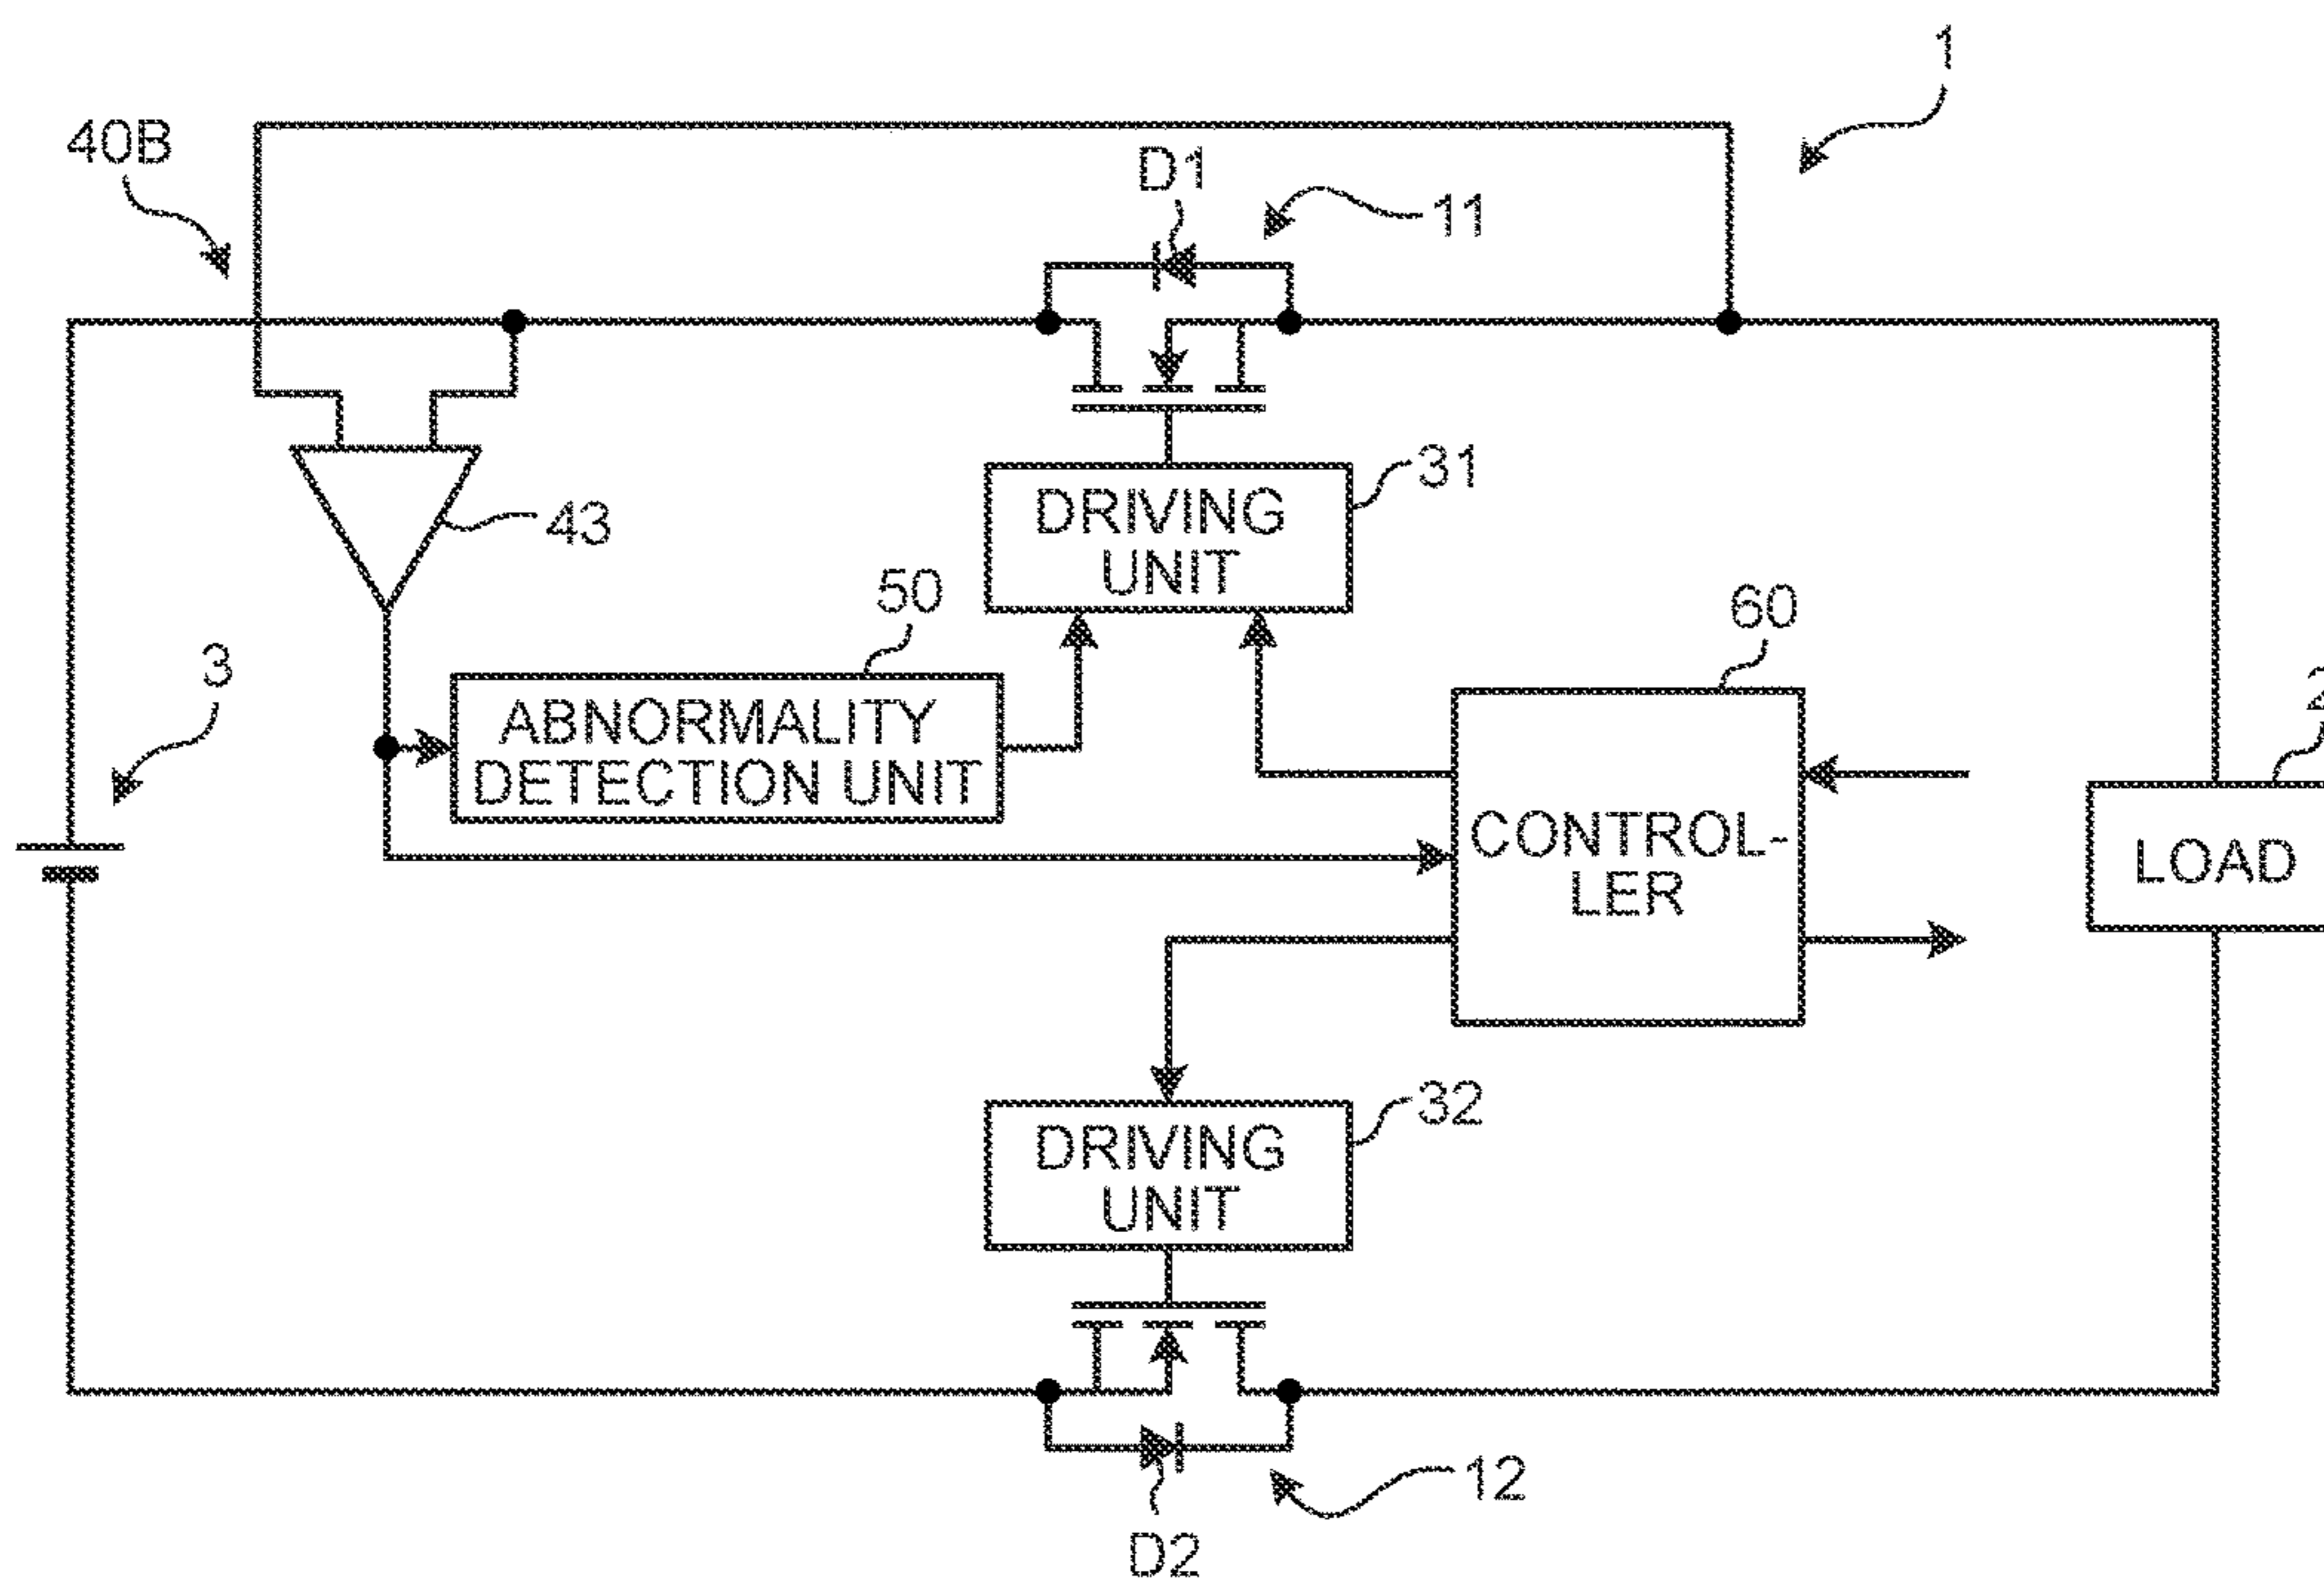 1
40B
D1
11
31
DRIVING
UNIT
43
50
60
3
ABNORMALITY
DETECTION UNIT
2
CONTROL-
LER
LOAD
32
DRIVING
UNIT
12
D2